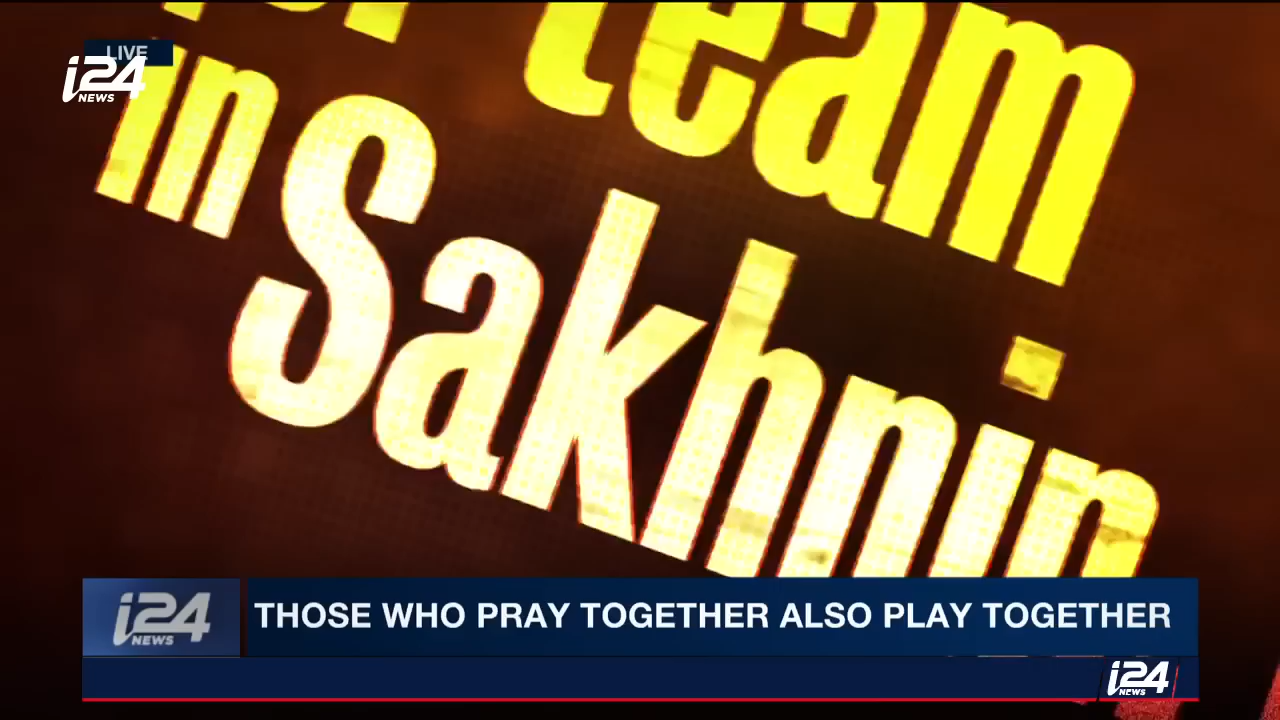 LIVE
i24
NEWS
team
in
Sakhnin
i24
NEWS
THOSE WHO PRAY TOGETHER ALSO PLAY TOGETHER
i24
NEWS